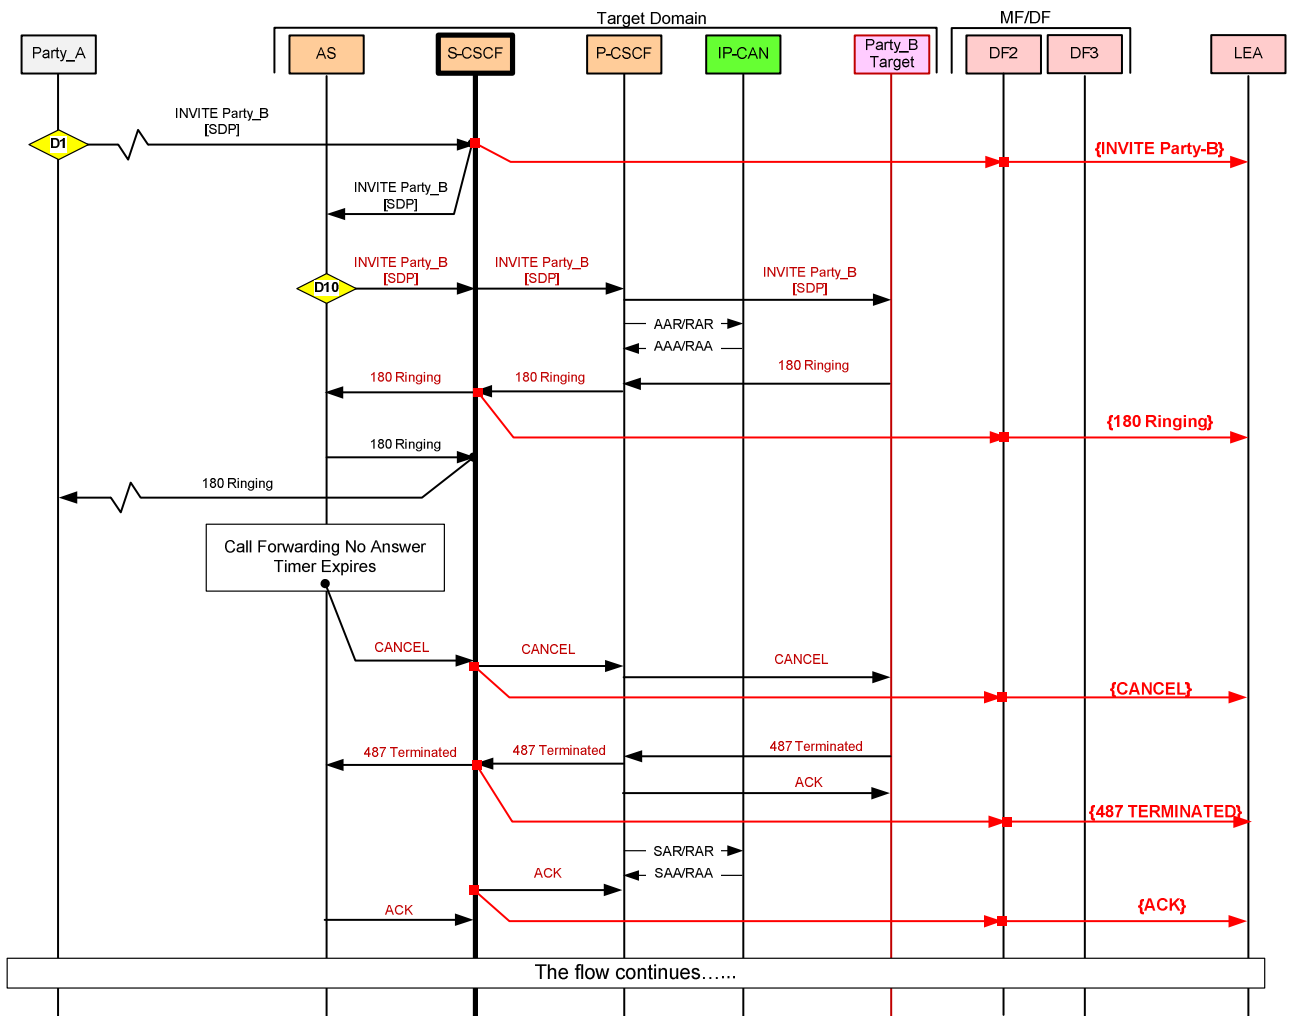 Target Domain
MF/DF
Party_A
AS
S-CSCF
P-CSCF
IP-CAN
Party_B
Target
DF2
DF3
LEA
INVITE Party_B
[SDP]
D1
{INVITE Party-B}
INVITE Party_B
[SDP]
D10
INVITE Party_B
[SDP]
INVITE Party_B
[SDP]
INVITE Party_B
[SDP]
AAR/RAR
AAA/RAA
180 Ringing
180 Ringing
180 Ringing
{180 Ringing}
180 Ringing
180 Ringing
Call Forwarding No Answer
Timer Expires
CANCEL
CANCEL
CANCEL
{CANCEL}
487 Terminated
487 Terminated
487 Terminated
ACK
{487 TERMINATED}
SAR/RAR
SAA/RAA
ACK
ACK
{ACK}
The flow continues…...